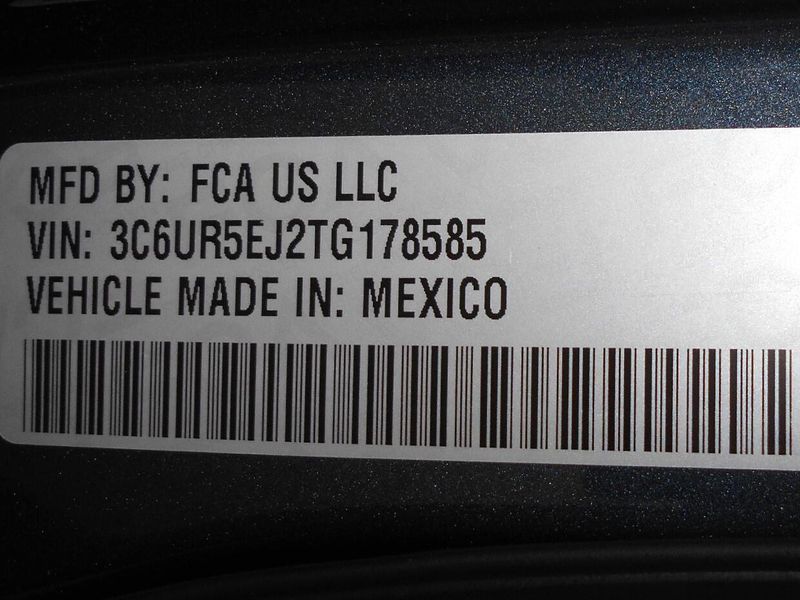 MFD BY: FCA US LLC
VIN: 3C6UR5EJ2TG178585
VEHICLE MADE IN: MEXICO